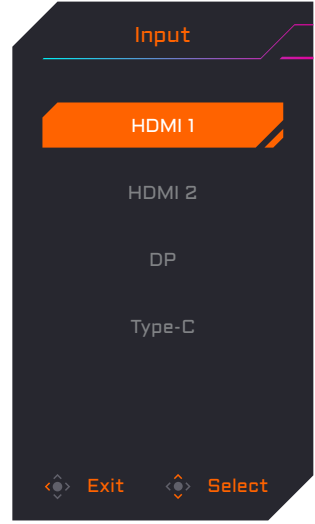 Input
HDMI 1
HDMI 2
DP
Type-C
Exit Select